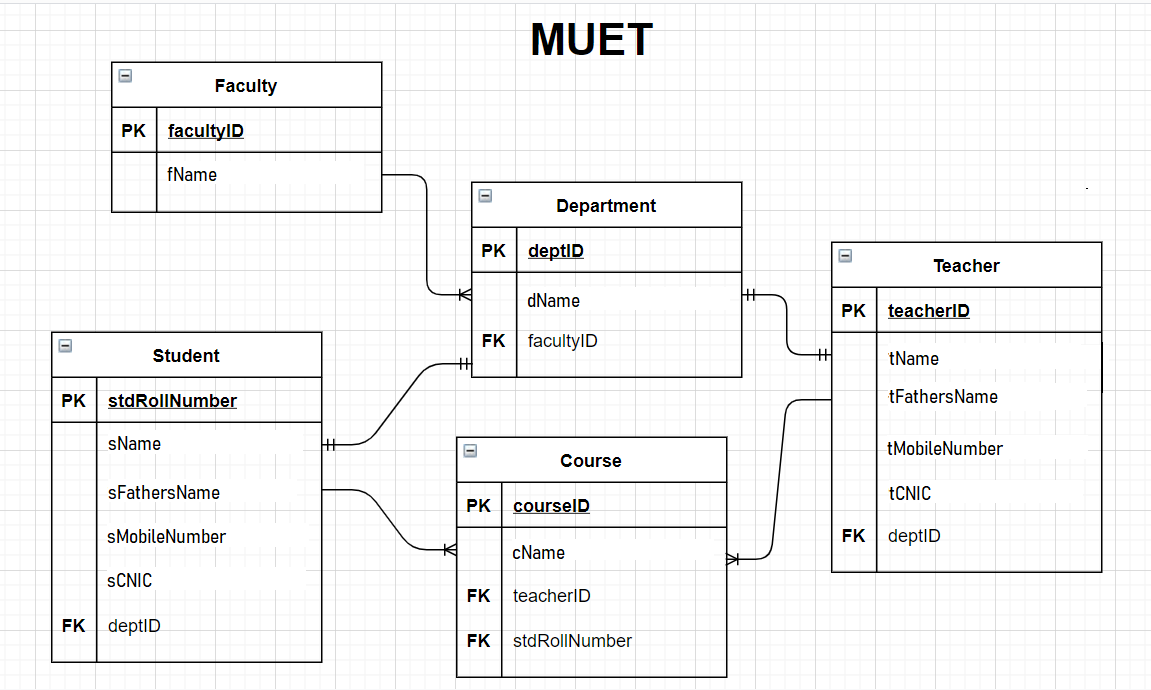 MUET
Faculty
PK facultyID
fName
Department
PK deptID
dName
FK facultyID
Teacher
PK teacherID
tName
tFathersName
tMobileNumber
tCNIC
FK deptID
Student
PK stdRollNumber
sName
sFathersName
sMobileNumber
sCNIC
FK deptID
Course
PK courseID
cName
FK teacherID
FK stdRollNumber